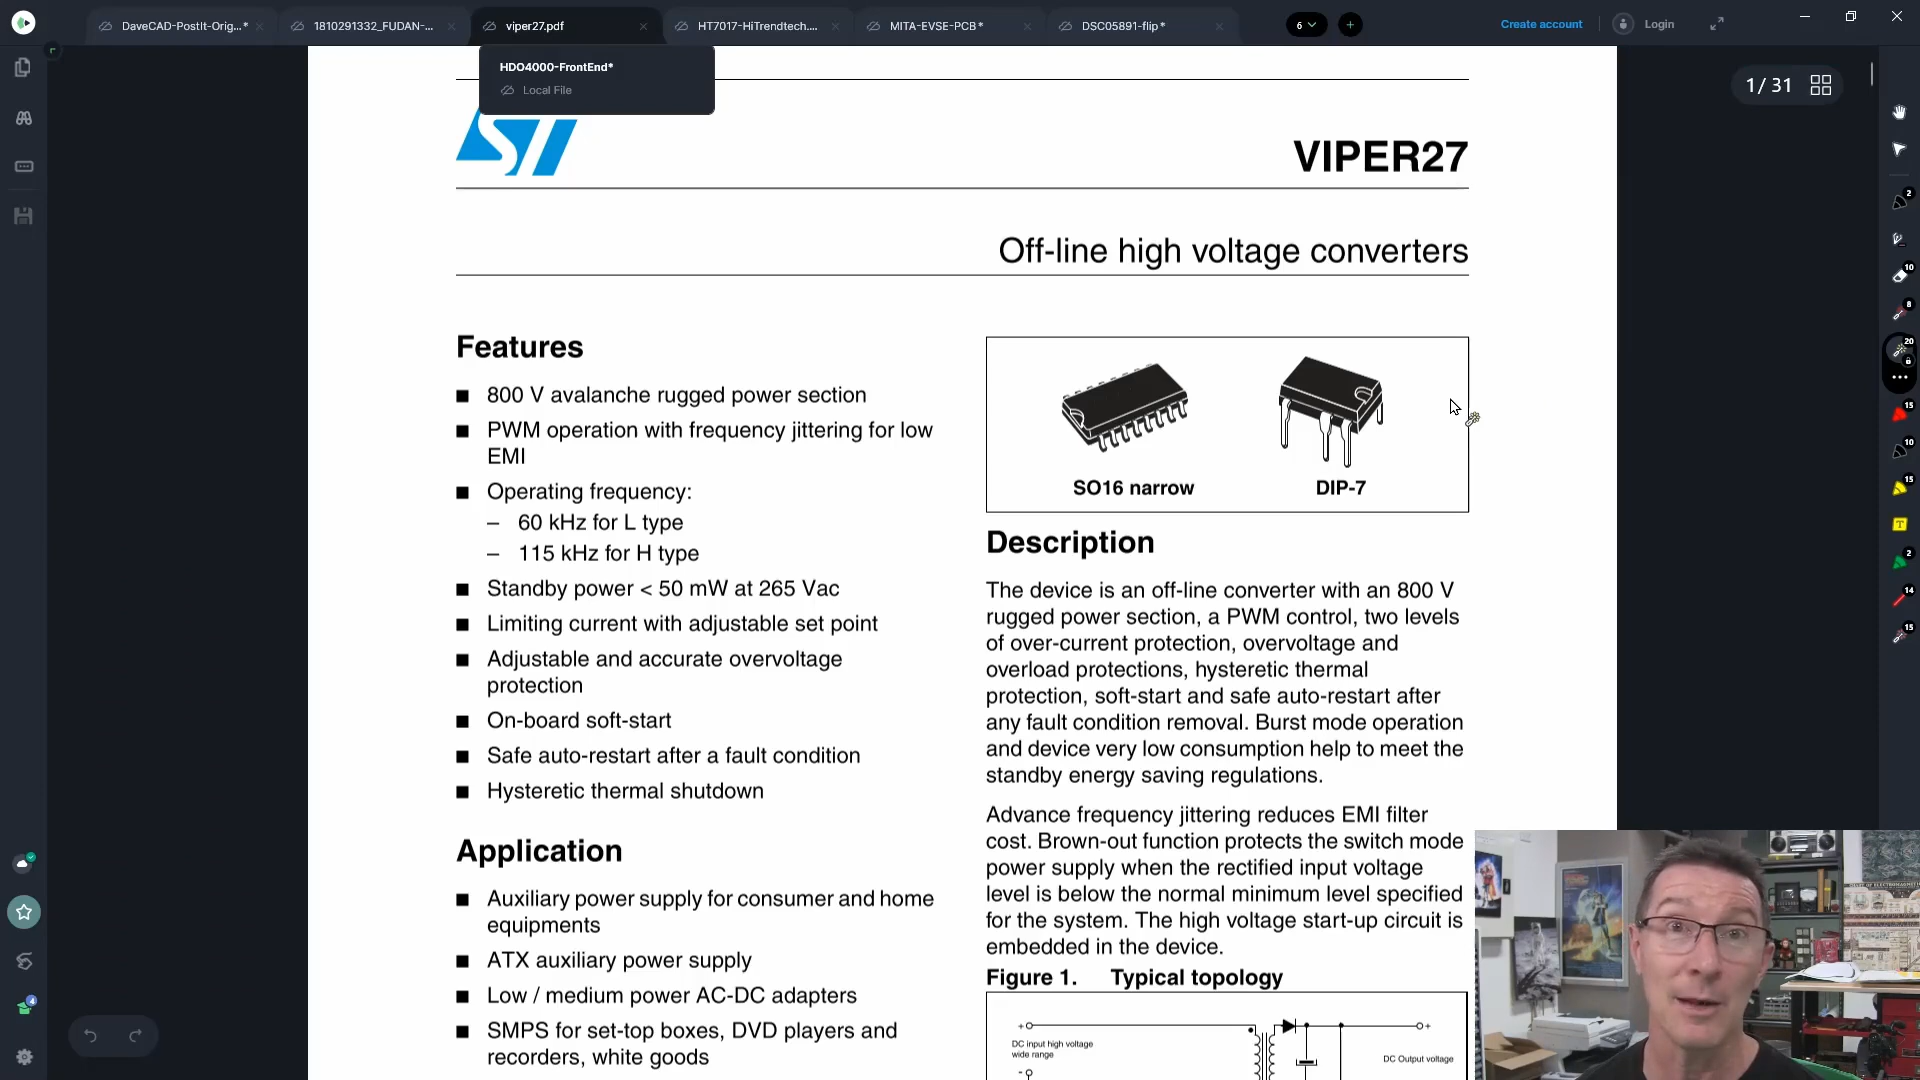 DaveCAD-PostIt-Orig...*
1810291332_FUDAN-...
viper27.pdf
HT7017-HiTrendtech....
MITA-EVSE-PCB*
DSC05891-flip*
6
Create account
Login
HDO4000-FrontEnd*
Local File
1/ 31
ST
VIPER27
Off-line high voltage converters
Features
800 V avalanche rugged power section
PWM operation with frequency jittering for low
EMI
Operating frequency:
– 60 kHz for L type
– 115 kHz for H type
Standby power < 50 mW at 265 Vac
Limiting current with adjustable set point
Adjustable and accurate overvoltage
protection
On-board soft-start
Safe auto-restart after a fault condition
Hysteretic thermal shutdown
Application
Auxiliary power supply for consumer and home
equipments
ATX auxiliary power supply
Low / medium power AC-DC adapters
SMPS for set-top boxes, DVD players and
recorders, white goods
SO16 narrow
DIP-7
Description
The device is an off-line converter with an 800 V
rugged power section, a PWM control, two levels
of over-current protection, overvoltage and
overload protections, hysteretic thermal
protection, soft-start and safe auto-restart after
any fault condition removal. Burst mode operation
and device very low consumption help to meet the
standby energy saving regulations.
Advance frequency jittering reduces EMI filter
cost. Brown-out function protects the switch mode
power supply when the rectified input voltage
level is below the normal minimum level specified
for the system. The high voltage start-up circuit is
embedded in the device.
Figure 1. Typical topology
DC input high voltage
wide range
DC Output voltage
2
10
8
20
15
10
15
T
2
14
15
4